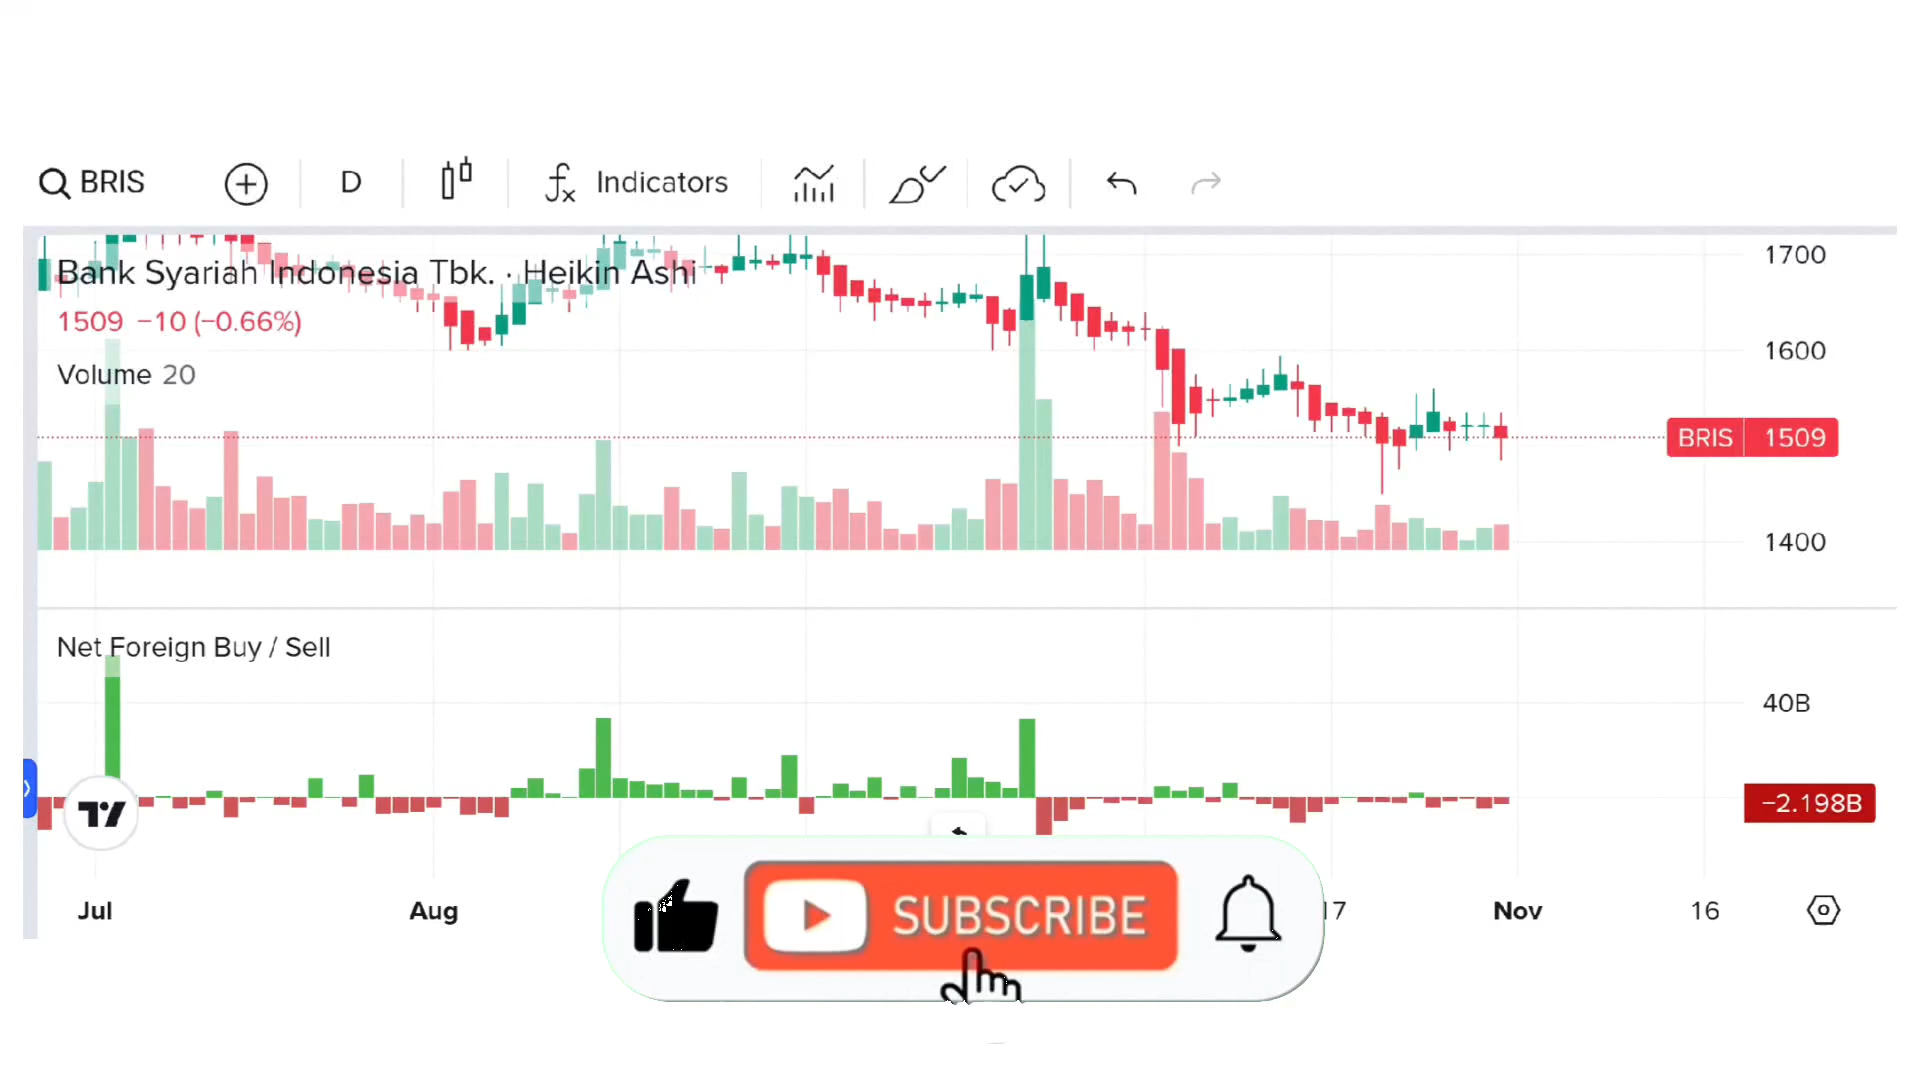 BRIS
D
fx Indicators
Bank Syariah Indonesia Tbk. · Heikin Ashi
1509 −10 (−0.66%)
Volume 20
1700
1600
BRIS 1509
1400
Net Foreign Buy / Sell
40B
−2.198B
Jul Aug 17 Nov 16
SUBSCRIBE